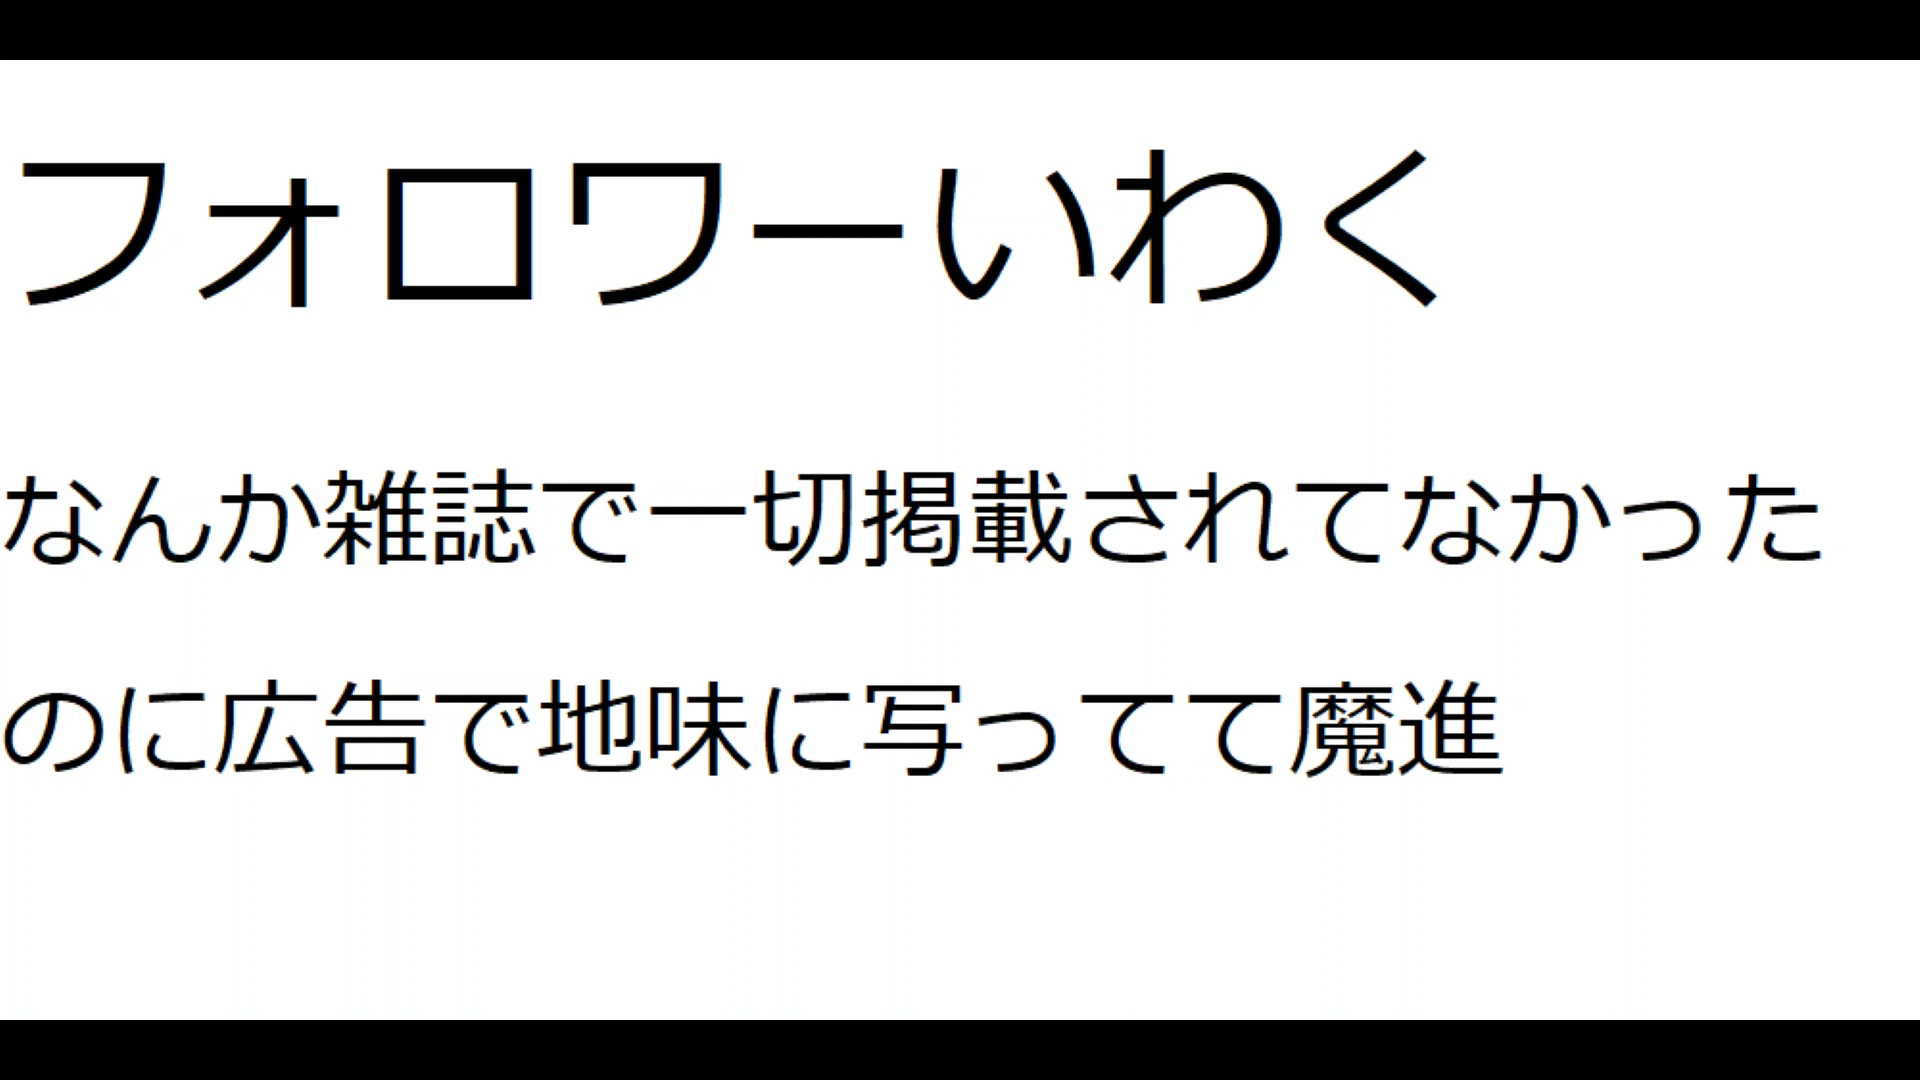 フォロワーいわく
なんか雑誌で一切掲載されてなかった
のに広告で地味に写ってて魔進